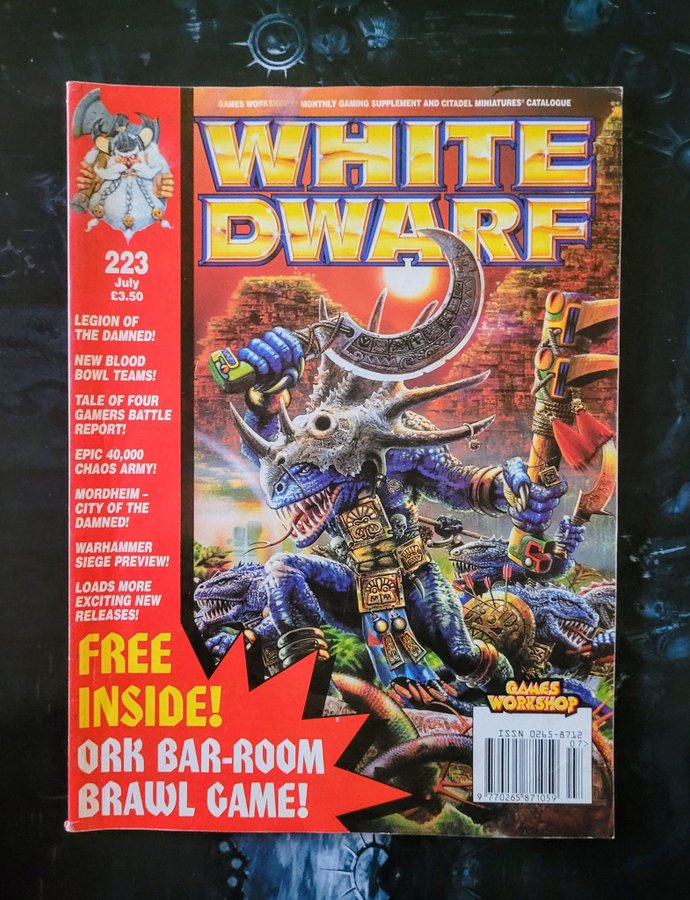 GAMES WORKSHOP'S MONTHLY GAMING SUPPLEMENT AND CITADEL MINIATURES' CATALOGUE
WHITE
DWARF
223
July
£3.50
LEGION OF
THE DAMNED!
NEW BLOOD
BOWL TEAMS!
TALE OF FOUR
GAMERS BATTLE
REPORT!
EPIC 40,000
CHAOS ARMY!
MORDHEIM –
CITY OF THE
DAMNED!
WARHAMMER
SIEGE PREVIEW!
LOADS MORE
EXCITING NEW
RELEASES!
FREE
INSIDE!
ORK BAR-ROOM
BRAWL GAME!
GAMES
WORKSHOP
ISSN 0265-8712
07>
9 770265 871059